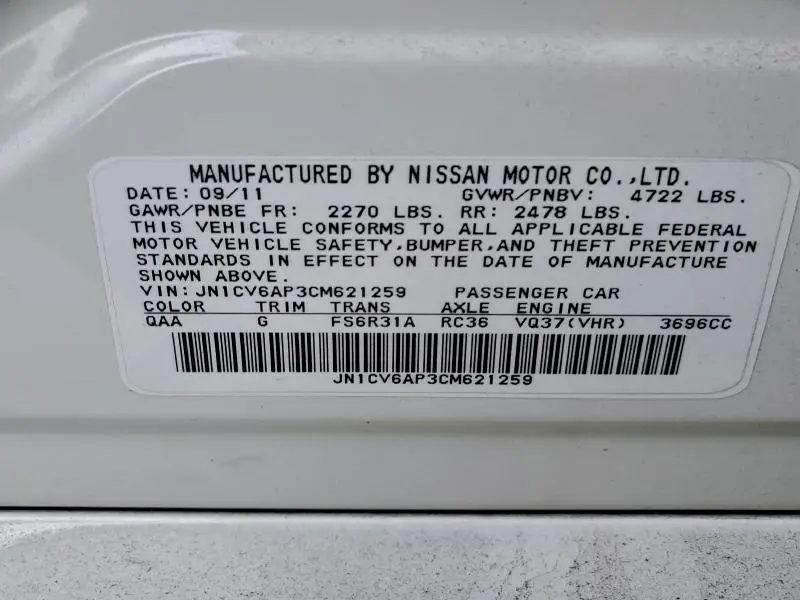 MANUFACTURED BY NISSAN MOTOR CO.,LTD.
DATE: 09/11 GVWR/PNBV: 4722 LBS.
GAWR/PNBE FR: 2270 LBS. RR: 2478 LBS.
THIS VEHICLE CONFORMS TO ALL APPLICABLE FEDERAL
MOTOR VEHICLE SAFETY,BUMPER,AND THEFT PREVENTION
STANDARDS IN EFFECT ON THE DATE OF MANUFACTURE
SHOWN ABOVE.
VIN:JN1CV6AP3CM621259 PASSENGER CAR
COLOR TRIM TRANS AXLE ENGINE
QAA G FS6R31A RC36 VQ37(VHR) 3696CC
JN1CV6AP3CM621259